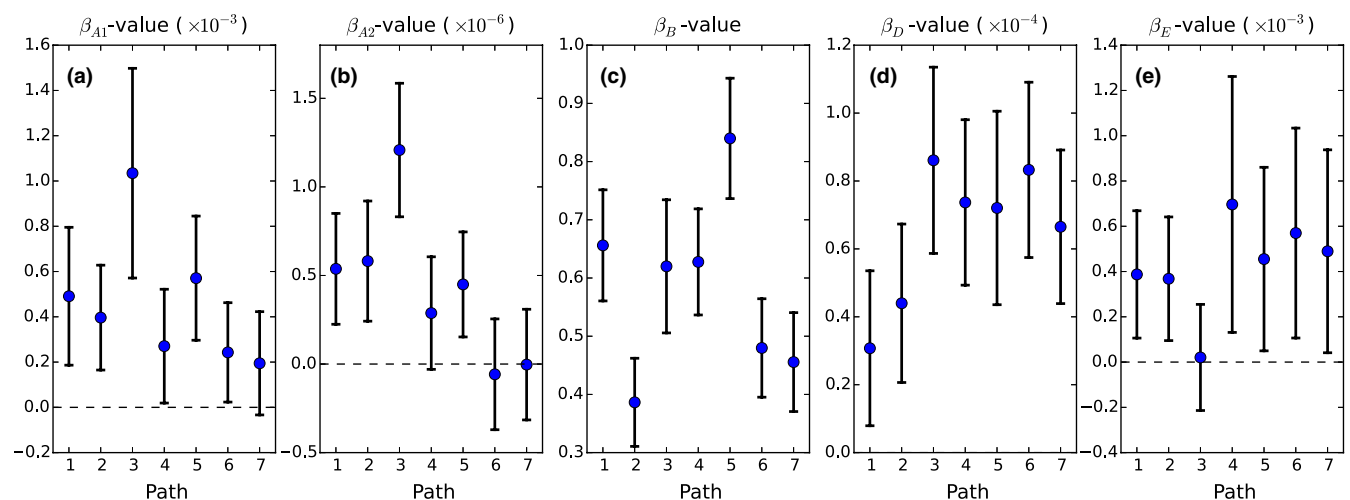 β_{A1}-value (×10^{-3})
1.6
1.4
1.2
1.0
0.8
0.6
0.4
0.2
0.0
−0.2
(a)
1 2 3 4 5 6 7
Path
β_{A2}-value (×10^{-6})
1.5
1.0
0.5
0.0
−0.5
(b)
1 2 3 4 5 6 7
Path
β_B-value
1.0
0.9
0.8
0.7
0.6
0.5
0.4
0.3
(c)
1 2 3 4 5 6 7
Path
β_D-value (×10^{-4})
1.2
1.0
0.8
0.6
0.4
0.2
0.0
(d)
1 2 3 4 5 6 7
Path
β_E-value (×10^{-3})
1.4
1.2
1.0
0.8
0.6
0.4
0.2
0.0
−0.2
−0.4
(e)
1 2 3 4 5 6 7
Path